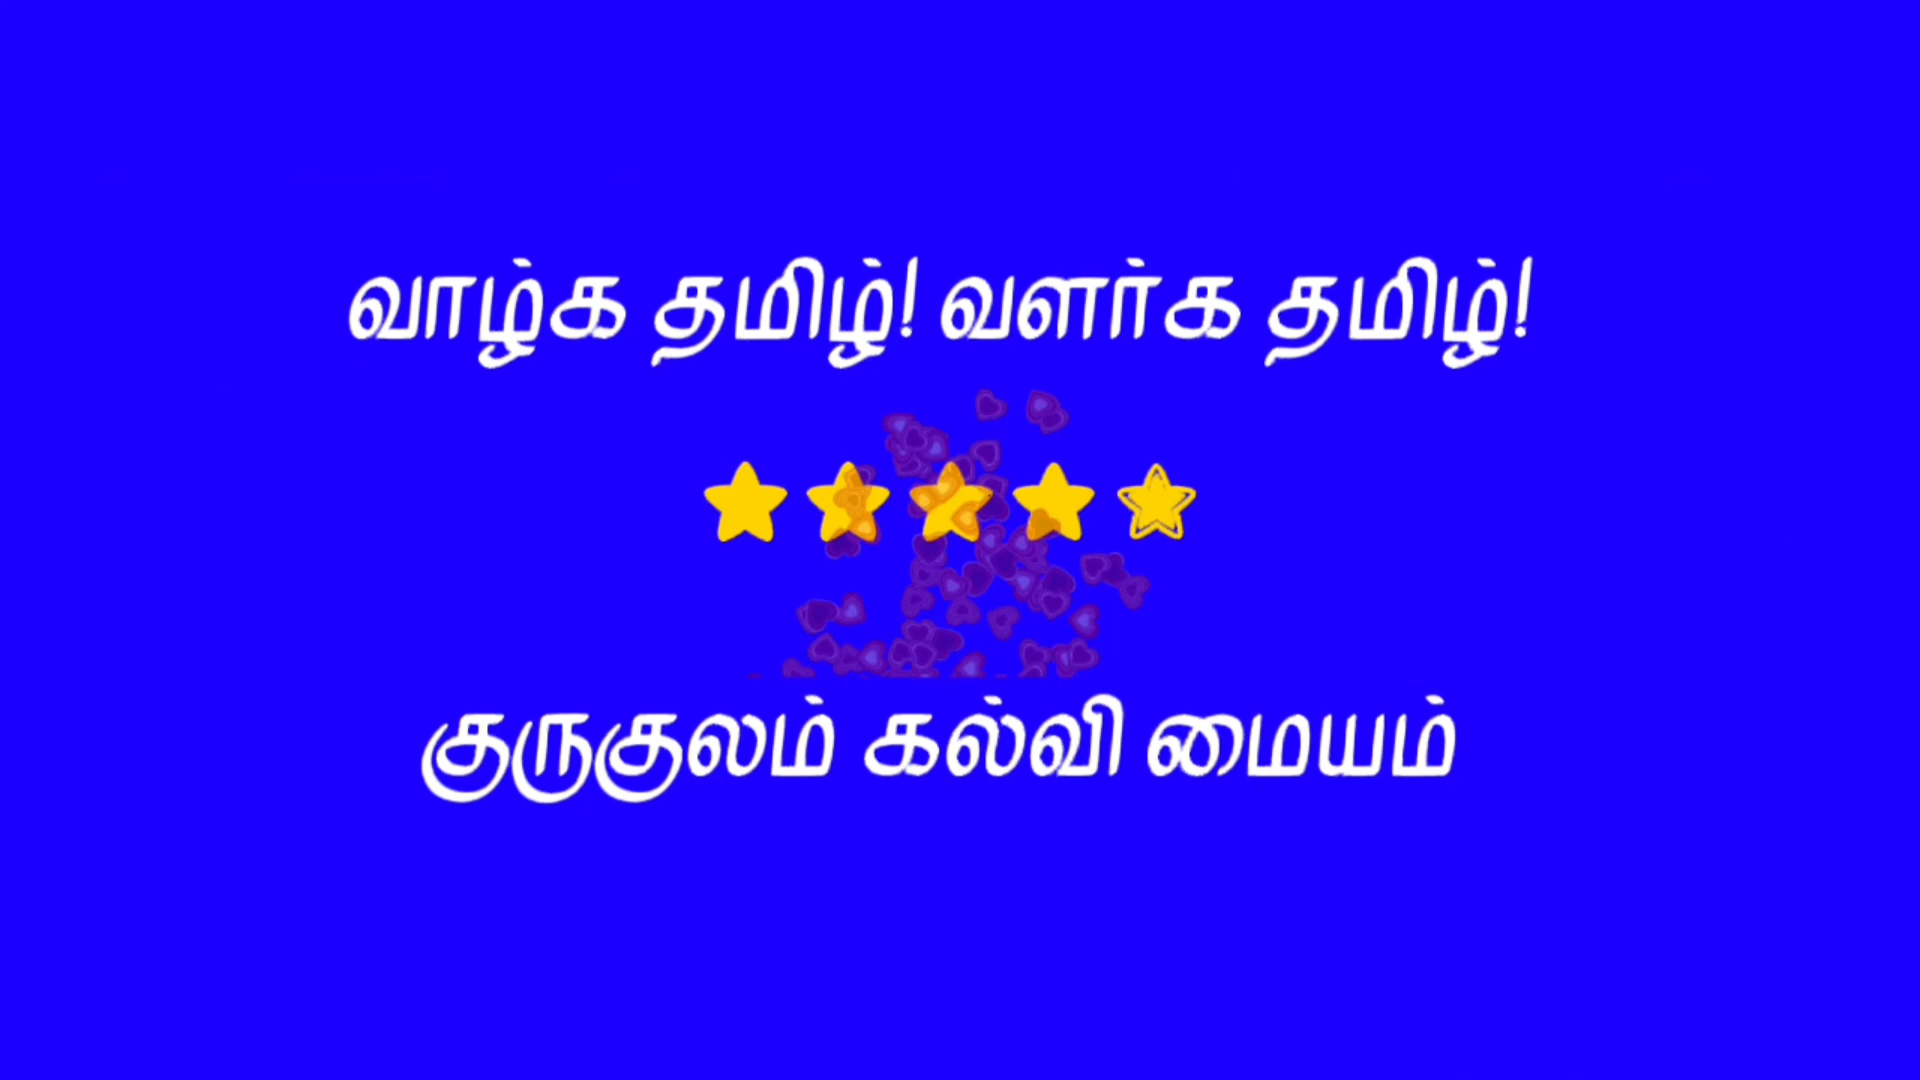 வாழ்க தமிழ்! வளர்க தமிழ்!
குருகுலம் கல்வி மையம்